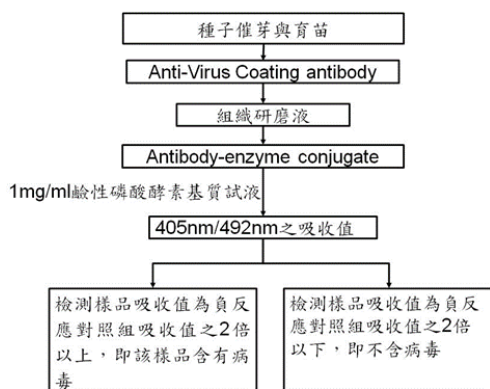 種子催芽與育苗
Anti-Virus Coating antibody
組織研磨液
Antibody-enzyme conjugate
1mg/ml鹼性磷酸酵素基質試液
405nm/492nm之吸收值
檢測樣品吸收值為負反
應對照組吸收值之2倍
以上，即該樣品含有病
毒
檢測樣品吸收值為負反
應對照組吸收值之2倍
以下，即不含病毒